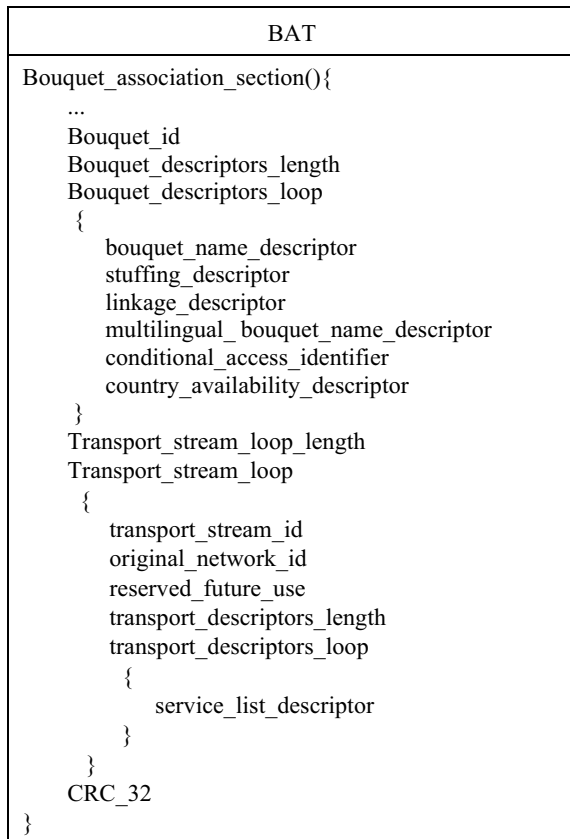 BAT
Bouquet_association_section(){
...
Bouquet_id
Bouquet_descriptors_length
Bouquet_descriptors_loop
{
bouquet_name_descriptor
stuffing_descriptor
linkage_descriptor
multilingual_ bouquet_name_descriptor
conditional_access_identifier
country_availability_descriptor
}
Transport_stream_loop_length
Transport_stream_loop
{
transport_stream_id
original_network_id
reserved_future_use
transport_descriptors_length
transport_descriptors_loop
{
service_list_descriptor
}
}
CRC_32
}